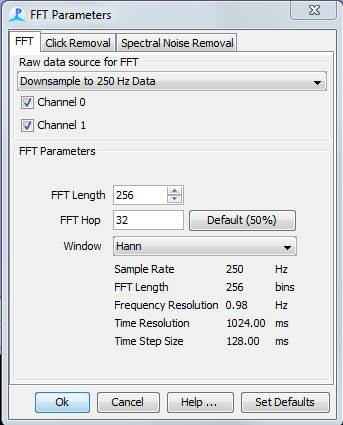 FFT Parameters
FFT Click Removal Spectral Noise Removal
Raw data source for FFT
Downsample to 250 Hz Data
Channel 0
Channel 1
FFT Parameters
FFT Length 256
FFT Hop 32 Default (50%)
Window Hann
Sample Rate 250 Hz
FFT Length 256 bins
Frequency Resolution 0.98 Hz
Time Resolution 1024.00 ms
Time Step Size 128.00 ms
Ok Cancel Help ... Set Defaults